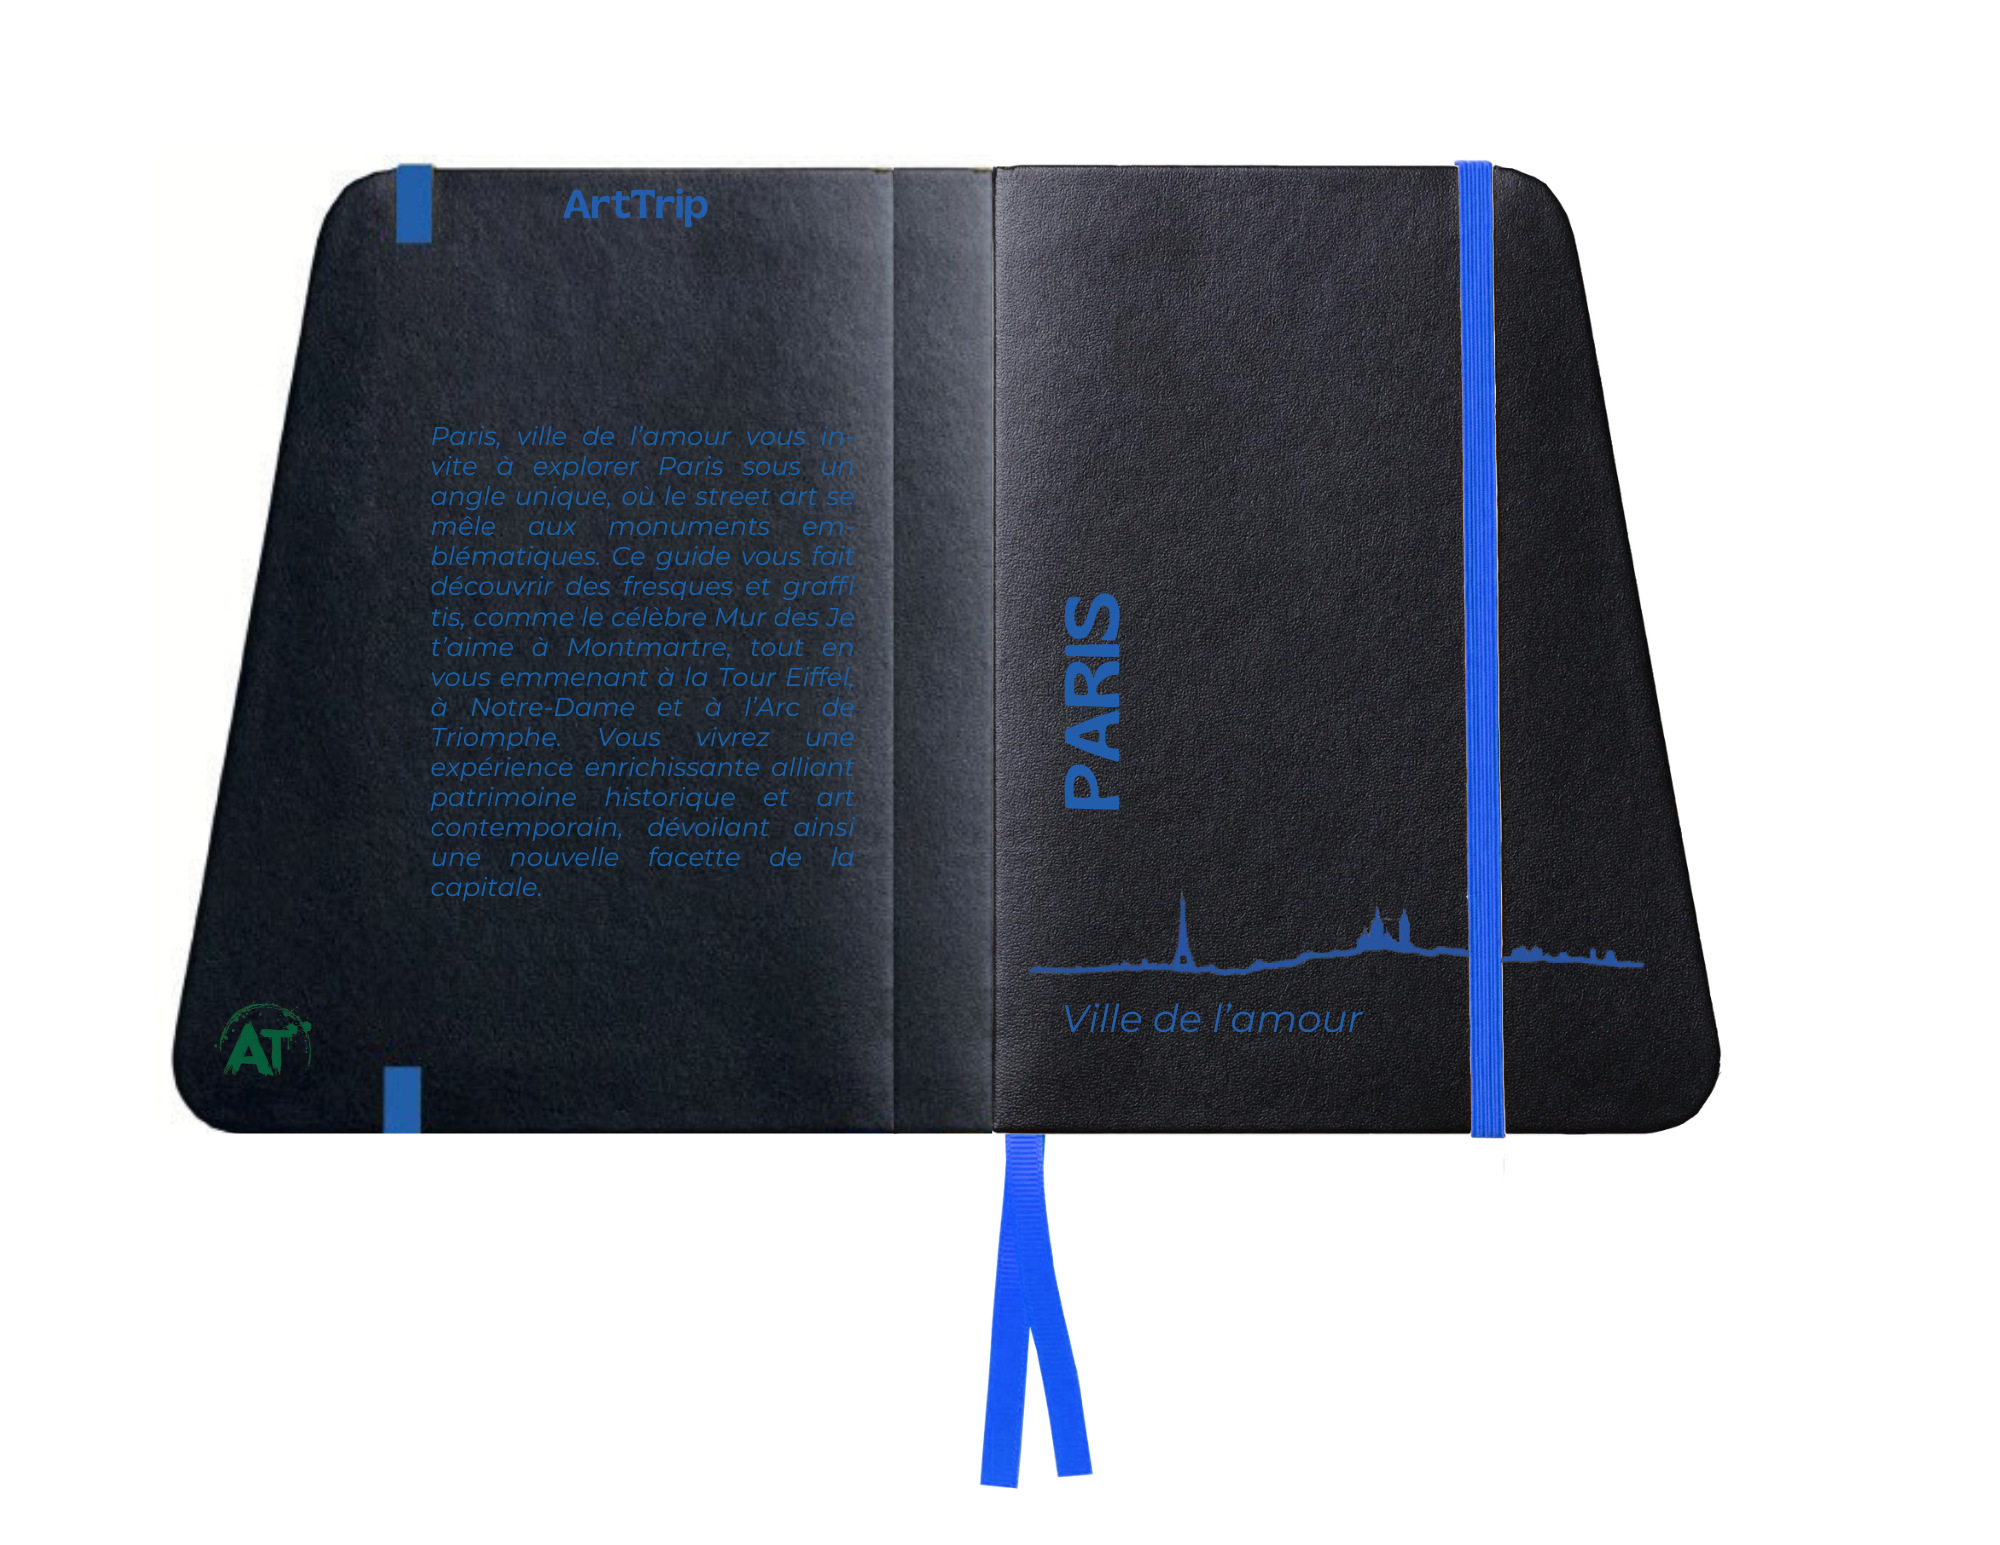 ArtTrip
Paris, ville de l'amour vous in-
vite à explorer Paris sous un
angle unique, où le street art se
mêle aux monuments em-
blématiques. Ce guide vous fait
découvrir des fresques et graffi
tis, comme le célèbre Mur des Je
t'aime à Montmartre, tout en
vous emmenant à la Tour Eiffel,
à Notre-Dame et à l'Arc de
Triomphe. Vous vivrez une
expérience enrichissante alliant
patrimoine historique et art
contemporain, dévoilant ainsi
une nouvelle facette de la
capitale.
AT
PARIS
Ville de l'amour